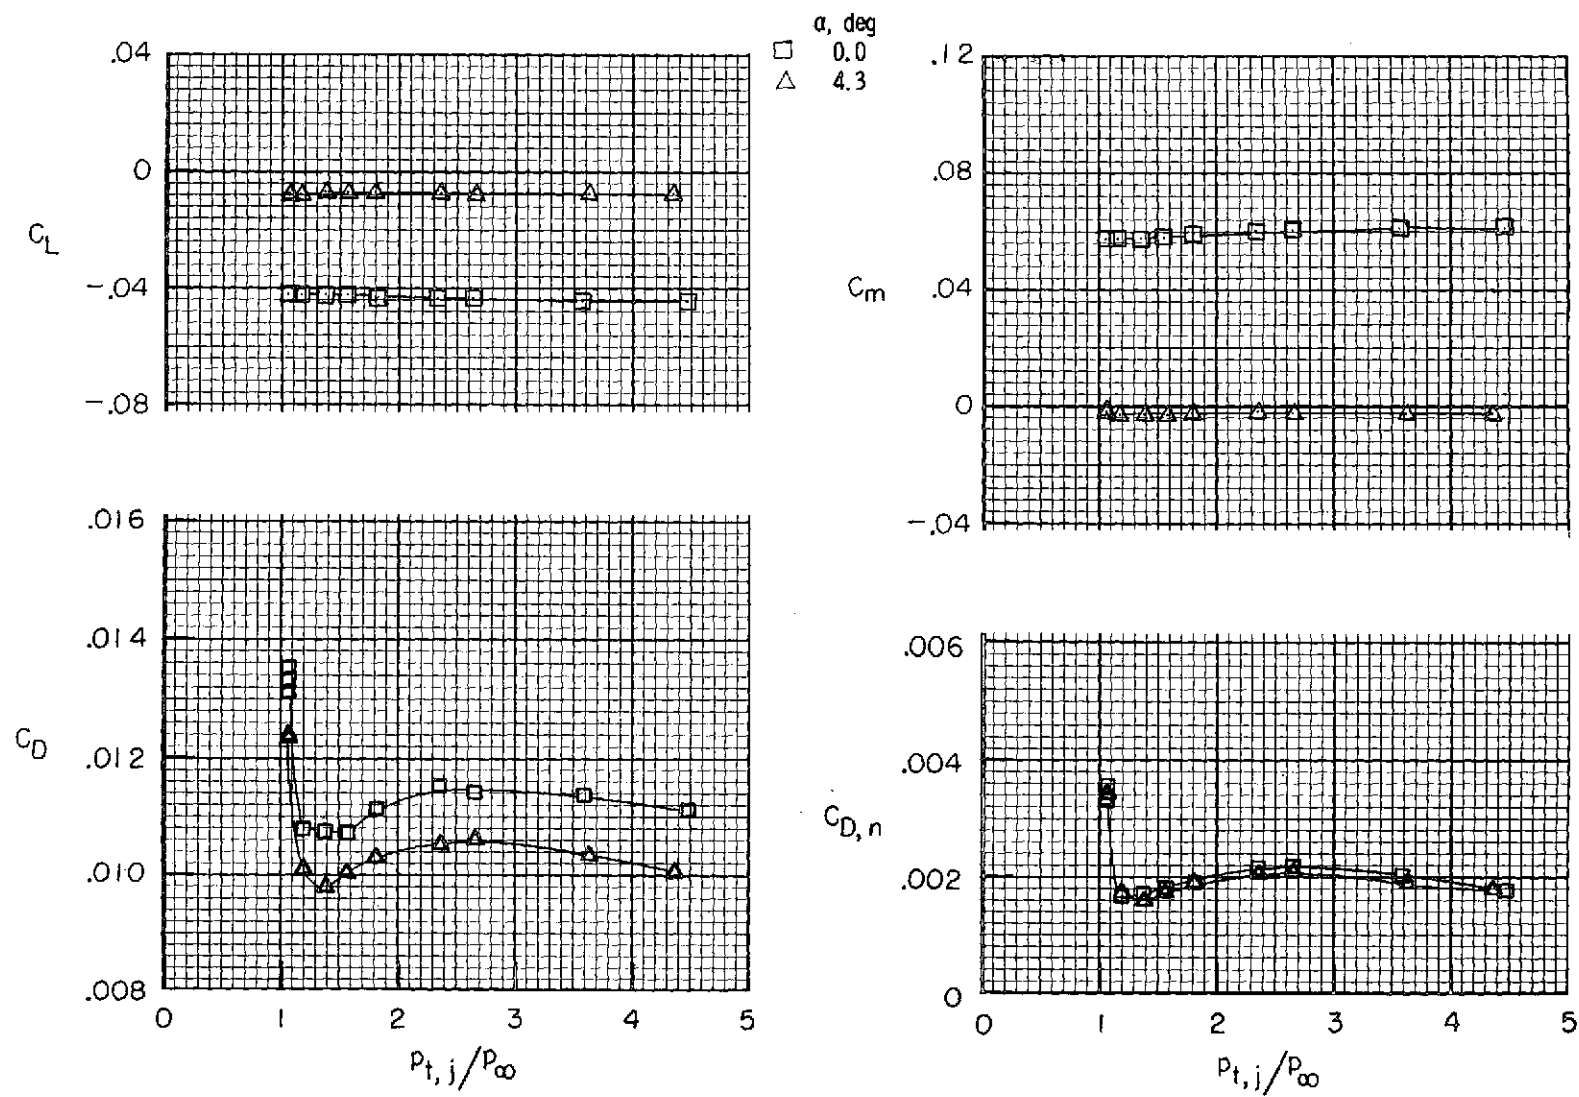 α, deg
□ 0.0
△ 4.3
.04
0
-.04
-.08
C_L
.12
.08
.04
0
-.04
C_m
.016
.014
.012
.010
.008
C_D
0 1 2 3 4 5
p_t,j/p_∞
.006
.004
.002
0
C_D,n
0 1 2 3 4 5
p_t,j/p_∞